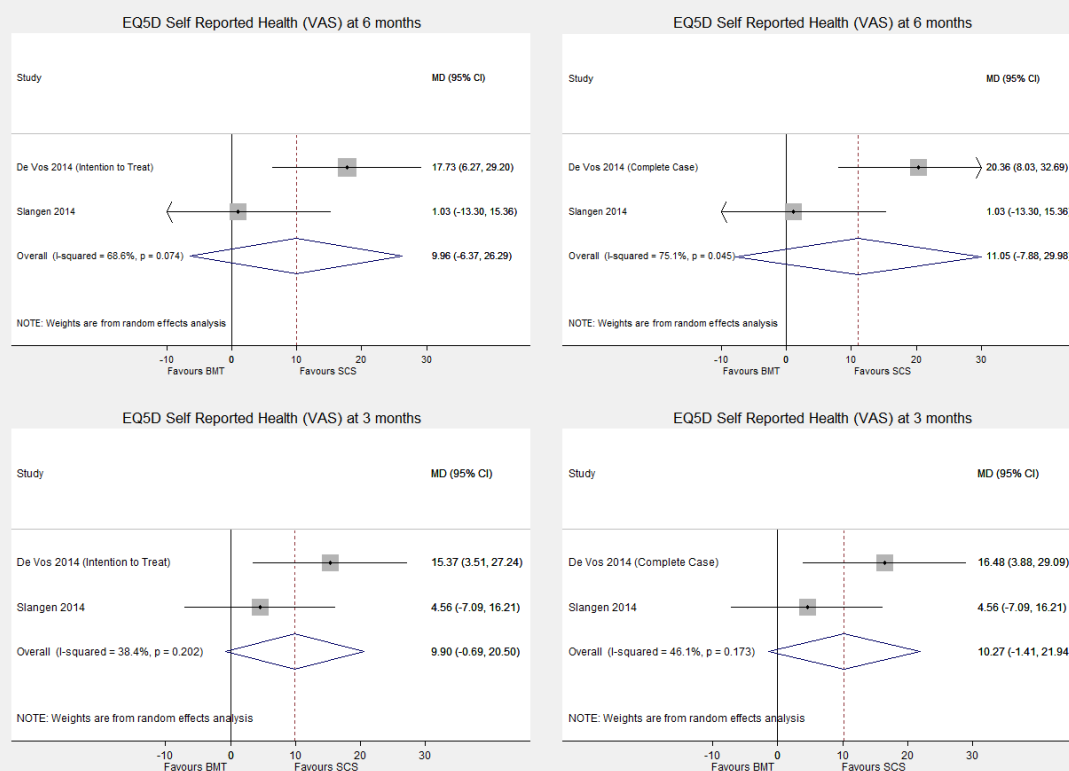 EQ5D Self Reported Health (VAS) at 6 months
Study MD (95% CI)
De Vos 2014 (Intention to Treat) 17.73 (6.27, 29.20)
Slangen 2014 1.03 (-13.30, 15.36)
Overall (I-squared = 68.6%, p = 0.074) 9.96 (-6.37, 26.29)
NOTE: Weights are from random effects analysis
-10 0 10 20 30
Favours BMT Favours SCS
EQ5D Self Reported Health (VAS) at 6 months
Study MD (95% CI)
De Vos 2014 (Complete Case) 20.36 (8.03, 32.69)
Slangen 2014 1.03 (-13.30, 15.36)
Overall (I-squared = 75.1%, p = 0.045) 11.05 (-7.88, 29.98)
NOTE: Weights are from random effects analysis
-10 0 10 20 30
Favours BMT Favours SCS
EQ5D Self Reported Health (VAS) at 3 months
Study MD (95% CI)
De Vos 2014 (Intention to Treat) 15.37 (3.51, 27.24)
Slangen 2014 4.56 (-7.09, 16.21)
Overall (I-squared = 38.4%, p = 0.202) 9.90 (-0.69, 20.50)
NOTE: Weights are from random effects analysis
-10 0 10 20 30
Favours BMT Favours SCS
EQ5D Self Reported Health (VAS) at 3 months
Study MD (95% CI)
De Vos 2014 (Complete Case) 16.48 (3.88, 29.09)
Slangen 2014 4.56 (-7.09, 16.21)
Overall (I-squared = 46.1%, p = 0.173) 10.27 (-1.41, 21.94)
NOTE: Weights are from random effects analysis
-10 0 10 20 30
Favours BMT Favours SCS